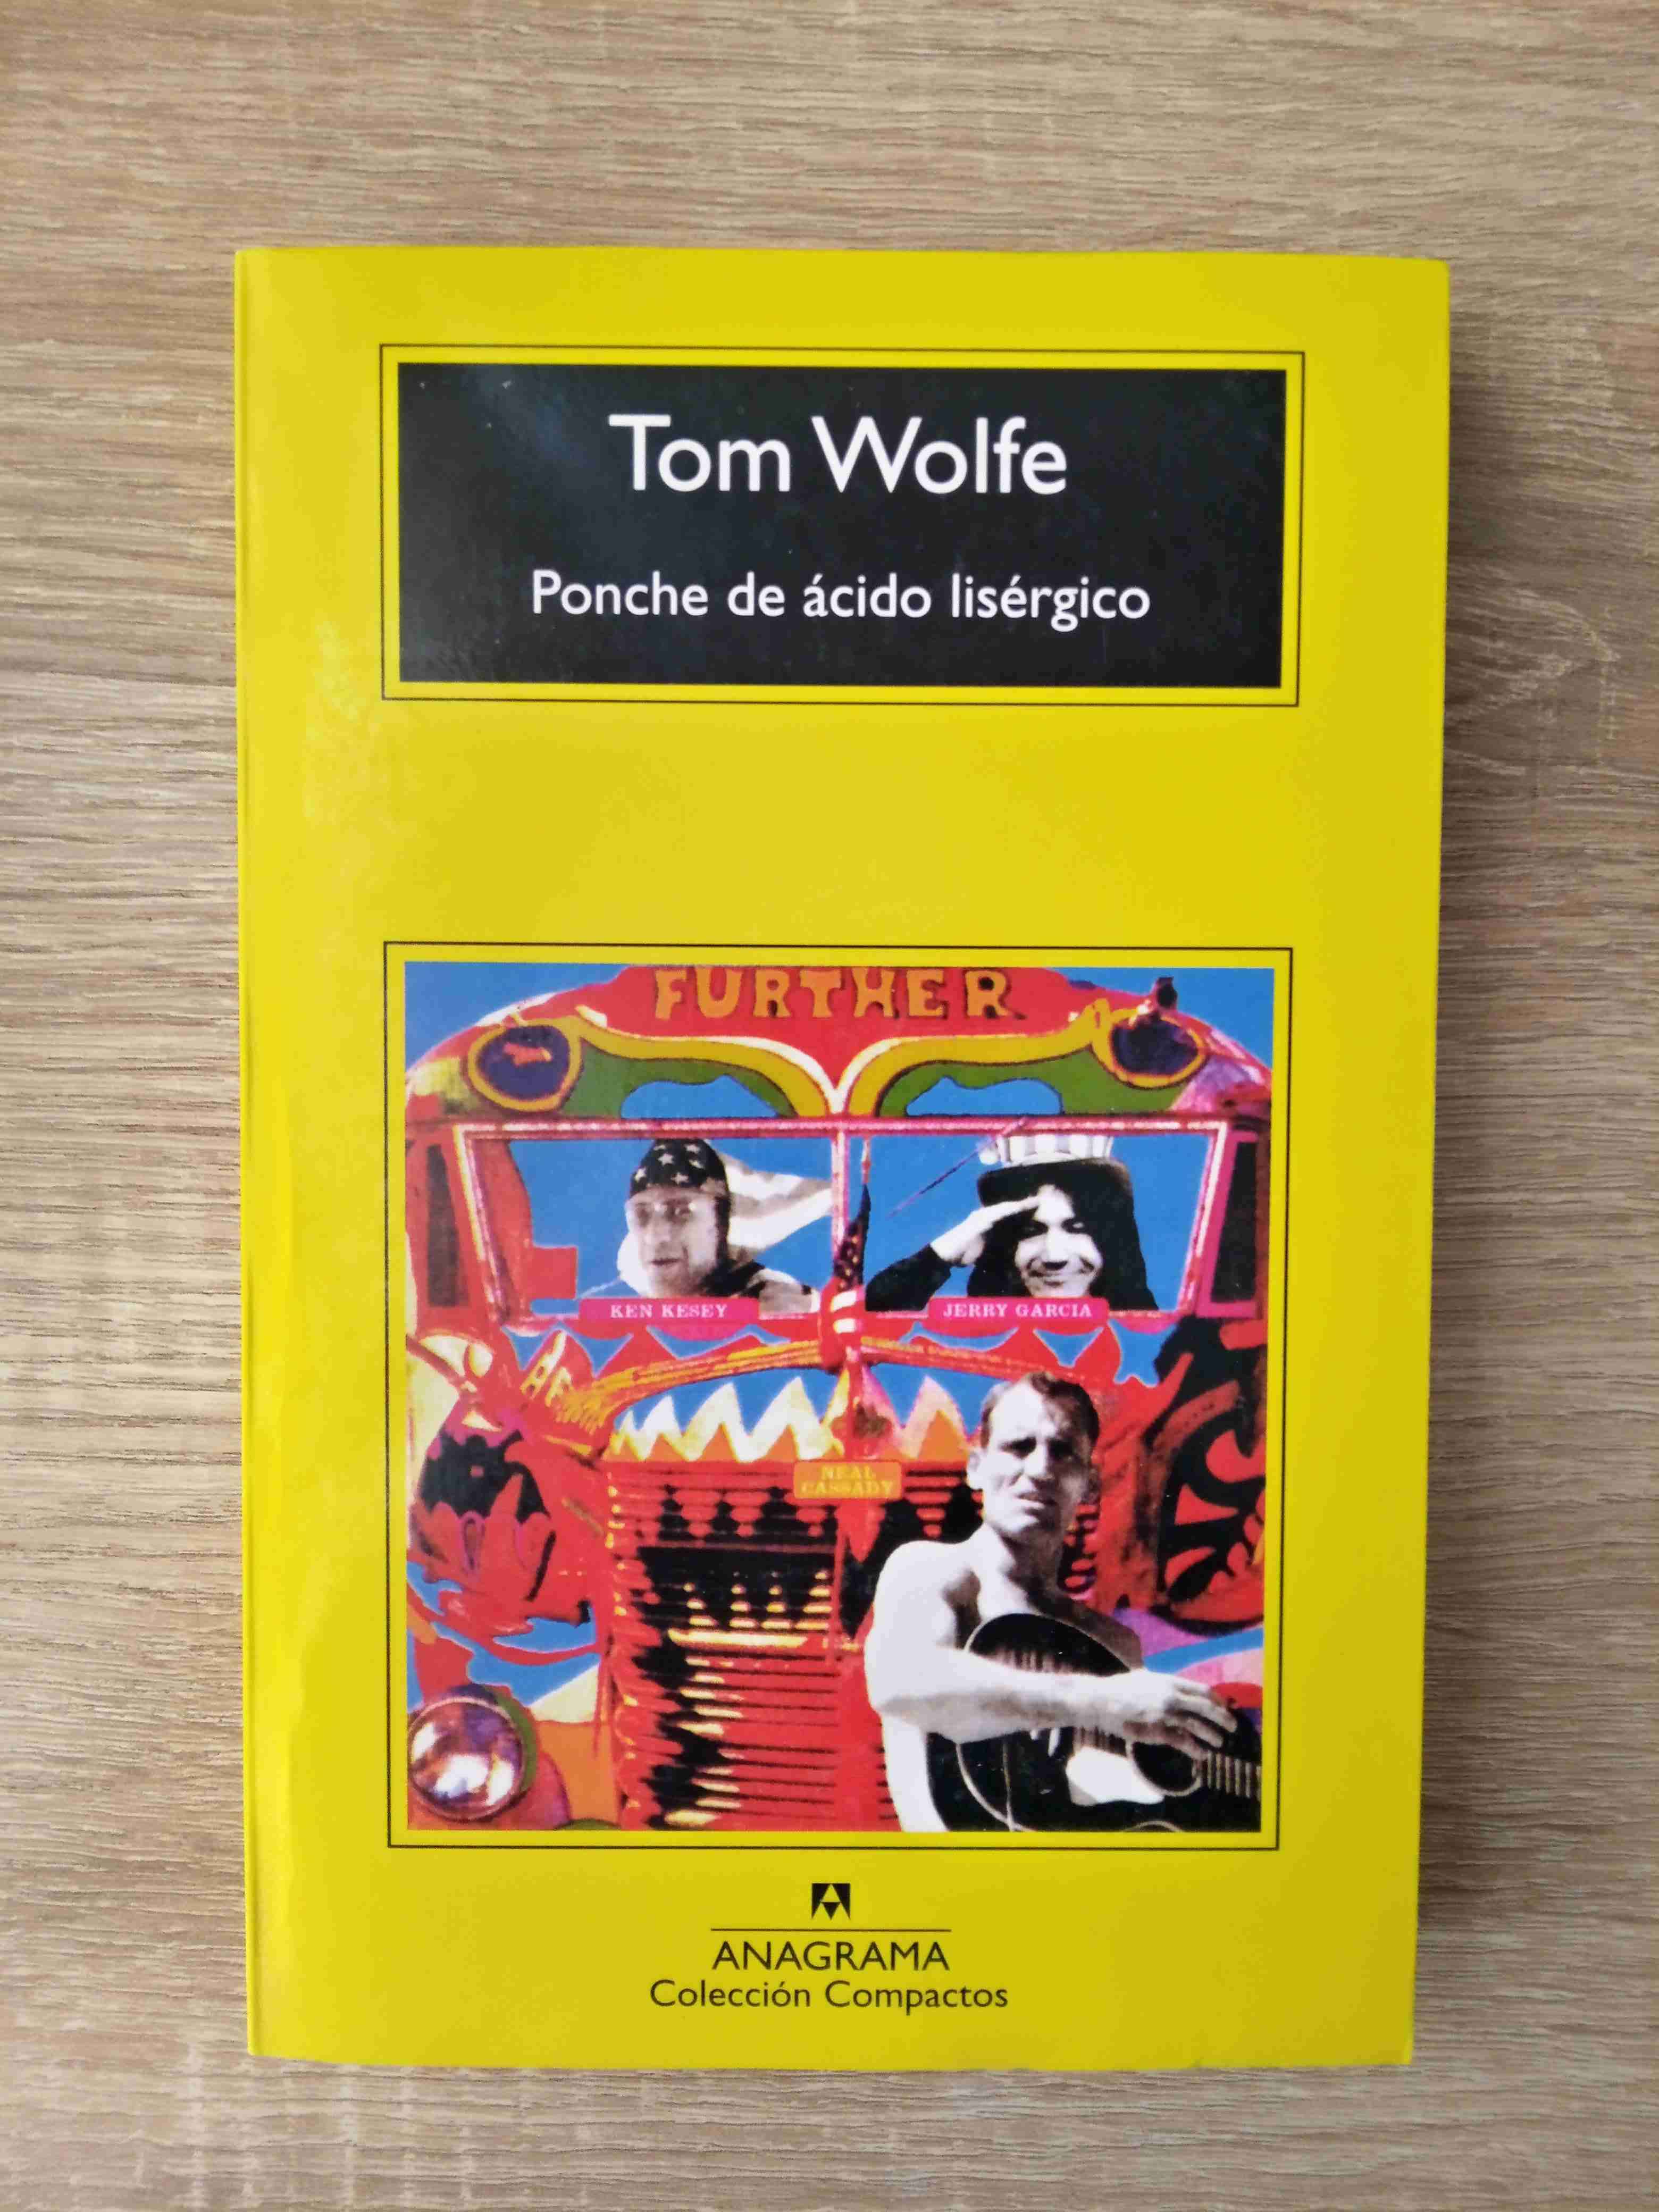 Tom Wolfe
Ponche de ácido lisérgico
FURTHER
KEN KESEY
JERRY GARCIA
NEAL
CASSADY
ANAGRAMA
Colección Compactos